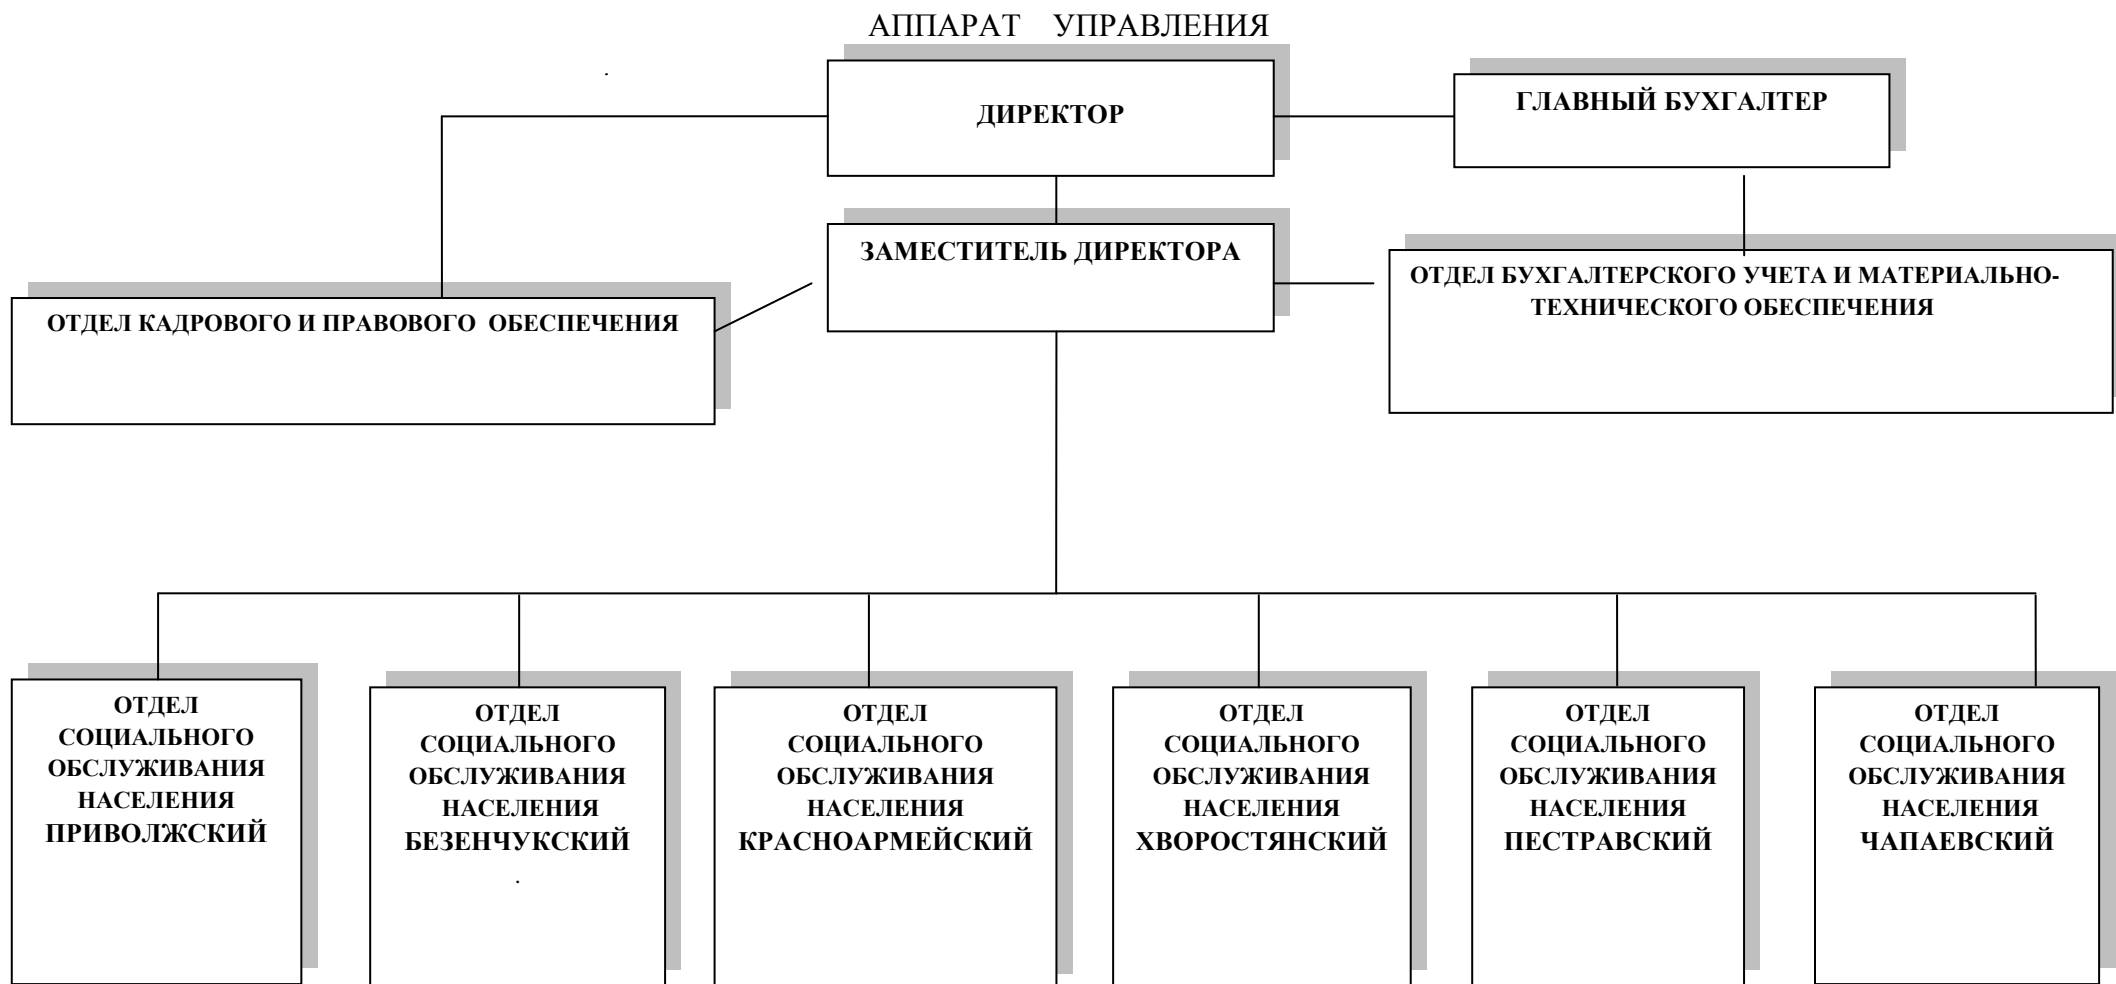 АППАРАТ УПРАВЛЕНИЯ
.
ДИРЕКТОР
ГЛАВНЫЙ БУХГАЛТЕР
ЗАМЕСТИТЕЛЬ ДИРЕКТОРА
ОТДЕЛ БУХГАЛТЕРСКОГО УЧЕТА И МАТЕРИАЛЬНО-
ТЕХНИЧЕСКОГО ОБЕСПЕЧЕНИЯ
ОТДЕЛ КАДРОВОГО И ПРАВОВОГО ОБЕСПЕЧЕНИЯ
ОТДЕЛ
СОЦИАЛЬНОГО
ОБСЛУЖИВАНИЯ
НАСЕЛЕНИЯ
ПРИВОЛЖСКИЙ
ОТДЕЛ
СОЦИАЛЬНОГО
ОБСЛУЖИВАНИЯ
НАСЕЛЕНИЯ
БЕЗЕНЧУКСКИЙ
.
ОТДЕЛ
СОЦИАЛЬНОГО
ОБСЛУЖИВАНИЯ
НАСЕЛЕНИЯ
КРАСНОАРМЕЙСКИЙ
ОТДЕЛ
СОЦИАЛЬНОГО
ОБСЛУЖИВАНИЯ
НАСЕЛЕНИЯ
ХВОРОСТЯНСКИЙ
ОТДЕЛ
СОЦИАЛЬНОГО
ОБСЛУЖИВАНИЯ
НАСЕЛЕНИЯ
ПЕСТРАВСКИЙ
ОТДЕЛ
СОЦИАЛЬНОГО
ОБСЛУЖИВАНИЯ
НАСЕЛЕНИЯ
ЧАПАЕВСКИЙ